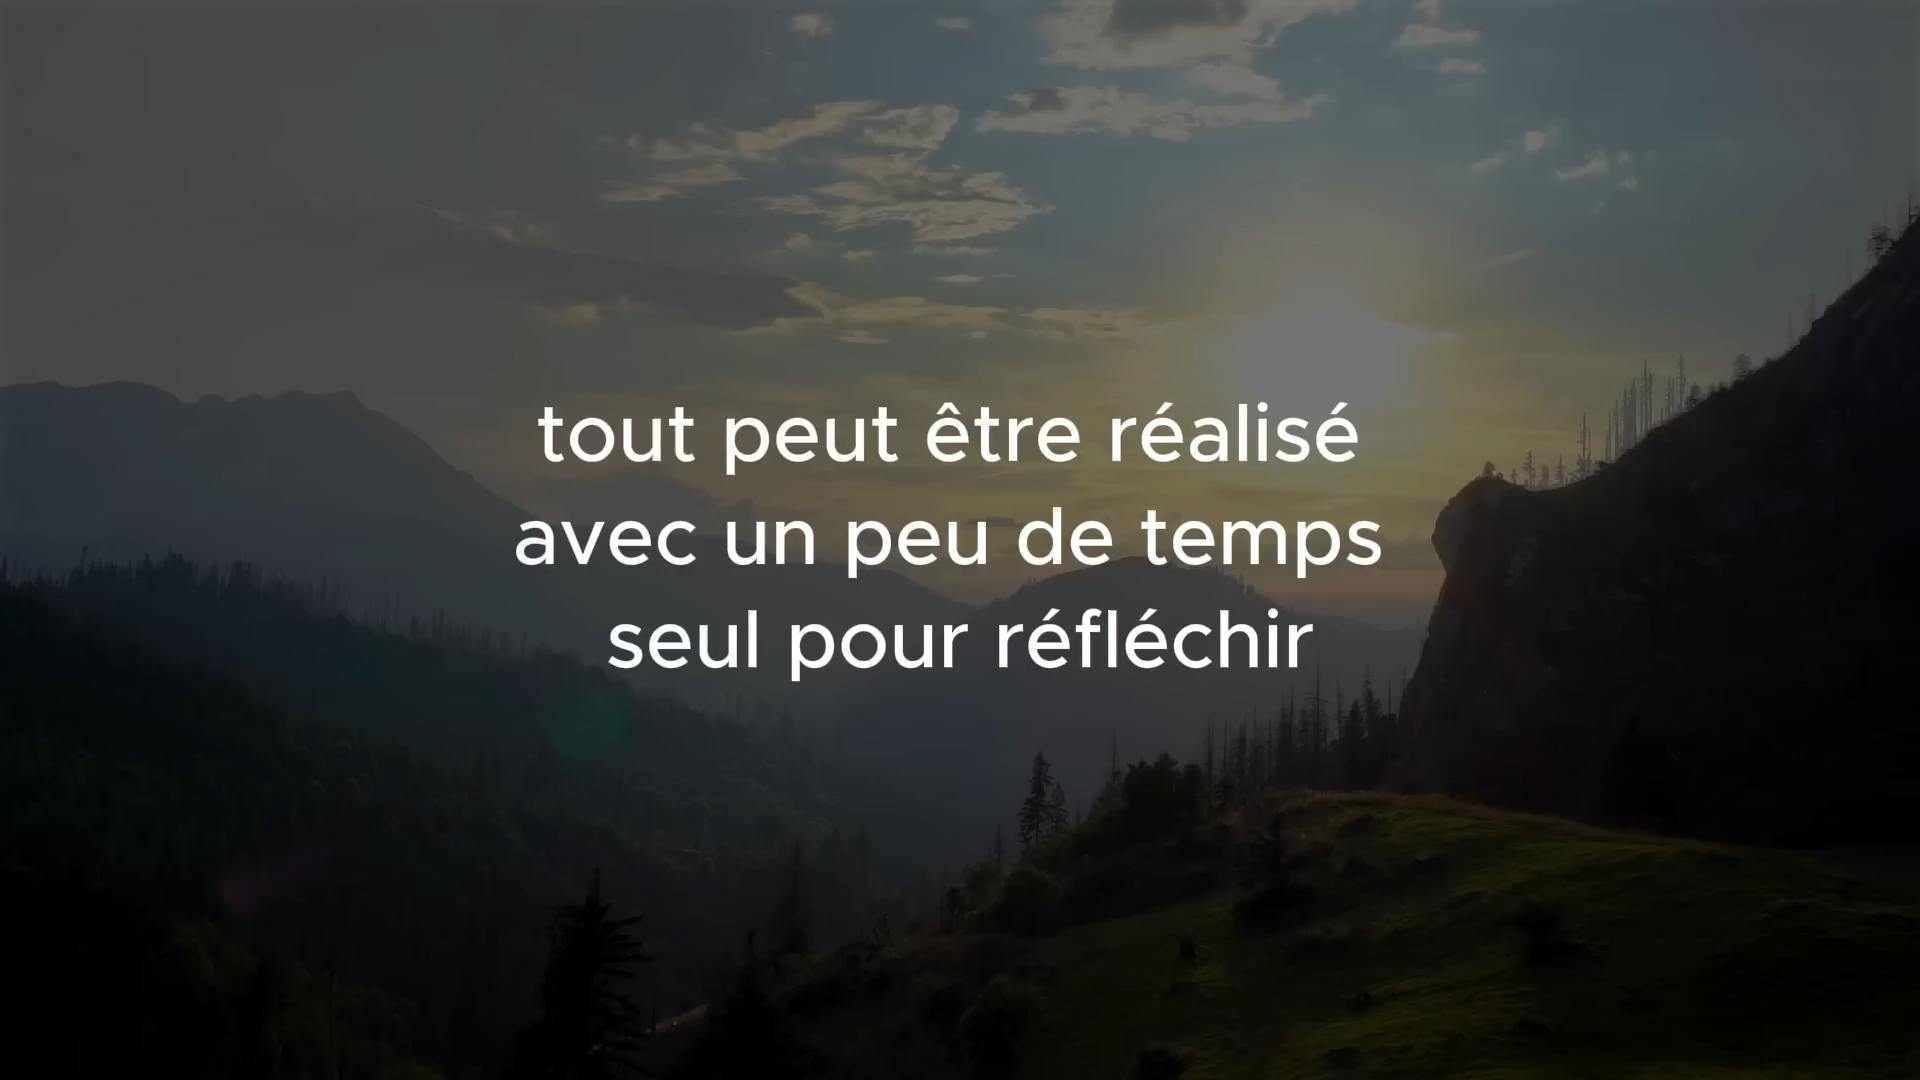 tout peut être réalisé
avec un peu de temps
seul pour réfléchir